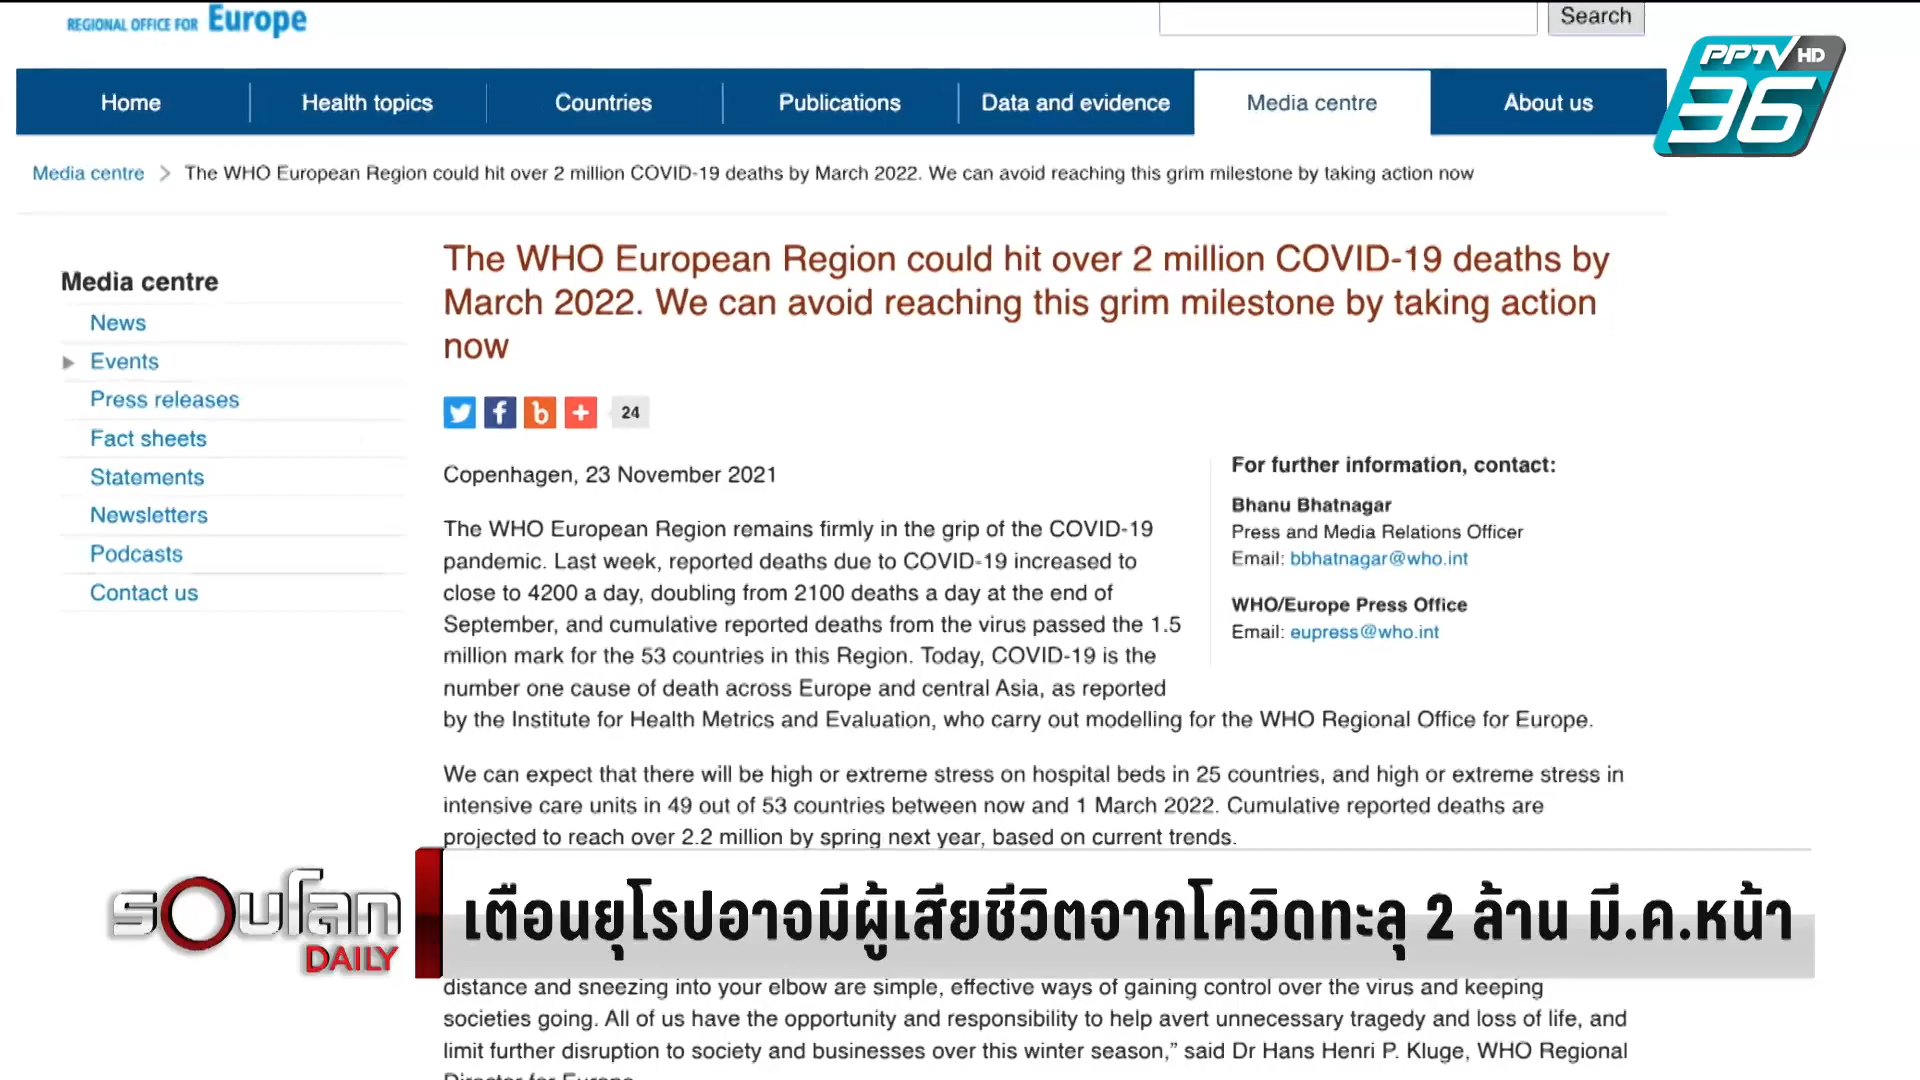 REGIONAL OFFICE FOR Europe
Search
PPTV HD
36
Home Health topics Countries Publications Data and evidence Media centre About us
Media centre > The WHO European Region could hit over 2 million COVID-19 deaths by March 2022. We can avoid reaching this grim milestone by taking action now
Media centre
News
Events
Press releases
Fact sheets
Statements
Newsletters
Podcasts
Contact us
The WHO European Region could hit over 2 million COVID-19 deaths by
March 2022. We can avoid reaching this grim milestone by taking action
now
24
Copenhagen, 23 November 2021
The WHO European Region remains firmly in the grip of the COVID-19
pandemic. Last week, reported deaths due to COVID-19 increased to
close to 4200 a day, doubling from 2100 deaths a day at the end of
September, and cumulative reported deaths from the virus passed the 1.5
million mark for the 53 countries in this Region. Today, COVID-19 is the
number one cause of death across Europe and central Asia, as reported
by the Institute for Health Metrics and Evaluation, who carry out modelling for the WHO Regional Office for Europe.
For further information, contact:
Bhanu Bhatnagar
Press and Media Relations Officer
Email: bbhatnagar@who.int
WHO/Europe Press Office
Email: eupress@who.int
We can expect that there will be high or extreme stress on hospital beds in 25 countries, and high or extreme stress in
intensive care units in 49 out of 53 countries between now and 1 March 2022. Cumulative reported deaths are
projected to reach over 2.2 million by spring next year, based on current trends.
รอบโลก
DAILY
เตือนยุโรปอาจมีผู้เสียชีวิตจากโควิดทะลุ 2 ล้าน มี.ค.หน้า
distance and sneezing into your elbow are simple, effective ways of gaining control over the virus and keeping
societies going. All of us have the opportunity and responsibility to help avert unnecessary tragedy and loss of life, and
limit further disruption to society and businesses over this winter season,” said Dr Hans Henri P. Kluge, WHO Regional
Director for Europe